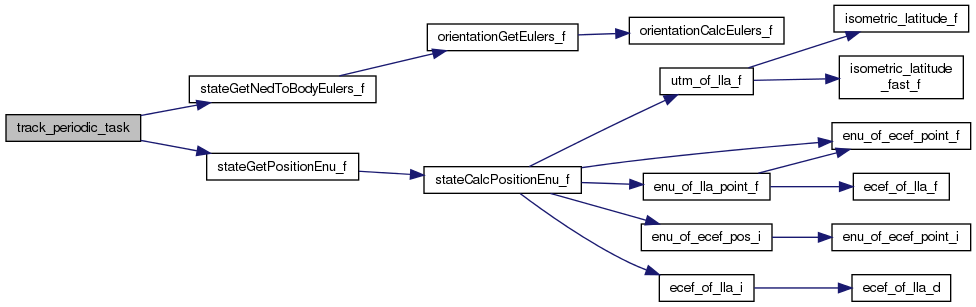 track_periodic_task
stateGetNedToBodyEulers_f
stateGetPositionEnu_f
orientationGetEulers_f
orientationCalcEulers_f
stateCalcPositionEnu_f
utm_of_lla_f
isometric_latitude_f
isometric_latitude
_fast_f
enu_of_ecef_point_f
enu_of_lla_point_f
ecef_of_lla_f
enu_of_ecef_pos_i
enu_of_ecef_point_i
ecef_of_lla_i
ecef_of_lla_d